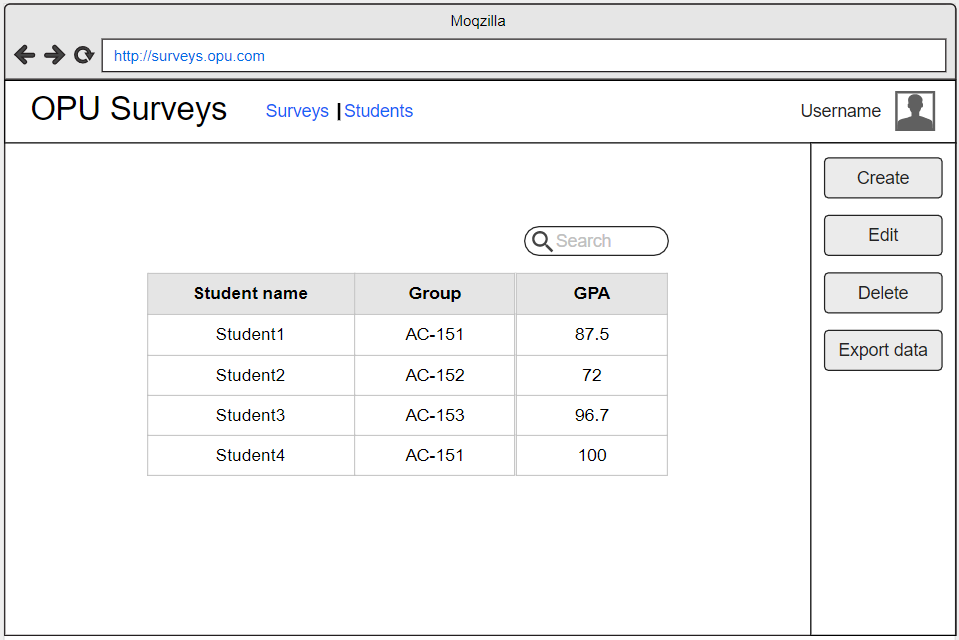 Moqzilla
http://surveys.opu.com
OPU Surveys Surveys | Students Username
Create
Edit
Delete
Export data
Search
Student name Group GPA
Student1 AC-151 87.5
Student2 AC-152 72
Student3 AC-153 96.7
Student4 AC-151 100